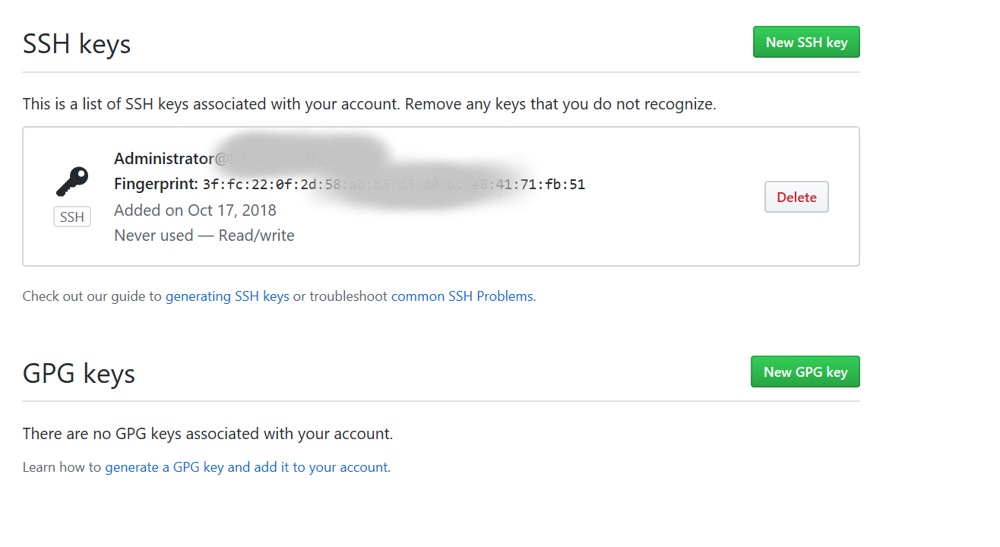 SSH keys
New SSH key
This is a list of SSH keys associated with your account. Remove any keys that you do not recognize.
Administrator@
Fingerprint: 3f:fc:22:0f:2d:58:ab:b3:d3:d0:bc:e8:41:71:fb:51
SSH
Added on Oct 17, 2018
Never used — Read/write
Delete
Check out our guide to generating SSH keys or troubleshoot common SSH Problems.
GPG keys
New GPG key
There are no GPG keys associated with your account.
Learn how to generate a GPG key and add it to your account.